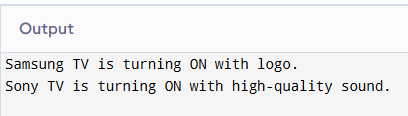 Output
Samsung TV is turning ON with logo.
Sony TV is turning ON with high-quality sound.